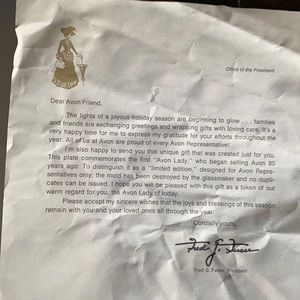 Office of the President
Dear Avon Friend,
The lights of a joyous holiday season are beginning to glow . . . families
and friends are exchanging greetings and wrapping gifts with loving care. It's a
very happy time for me to express my gratitude for your efforts throughout the
year. All of us at Avon are proud of every Avon Representative!
I'm also happy to send you this unique gift that was created just for you.
This plate commemorates the first "Avon Lady," who began selling Avon 85
years ago. To distinguish it as a "limited edition," designed for Avon Repre-
sentatives only, the mold has been destroyed by the glassmaker and no dupli-
cates can be issued. I hope you will be pleased with this gift as a token of our
warm regard for you, the Avon Lady of today.
Please accept my sincere wishes that the joys and blessings of this season
remain with you and your loved ones all through the year.
Cordially yours,
Fred G. Fusee
Fred G. Fusee, President